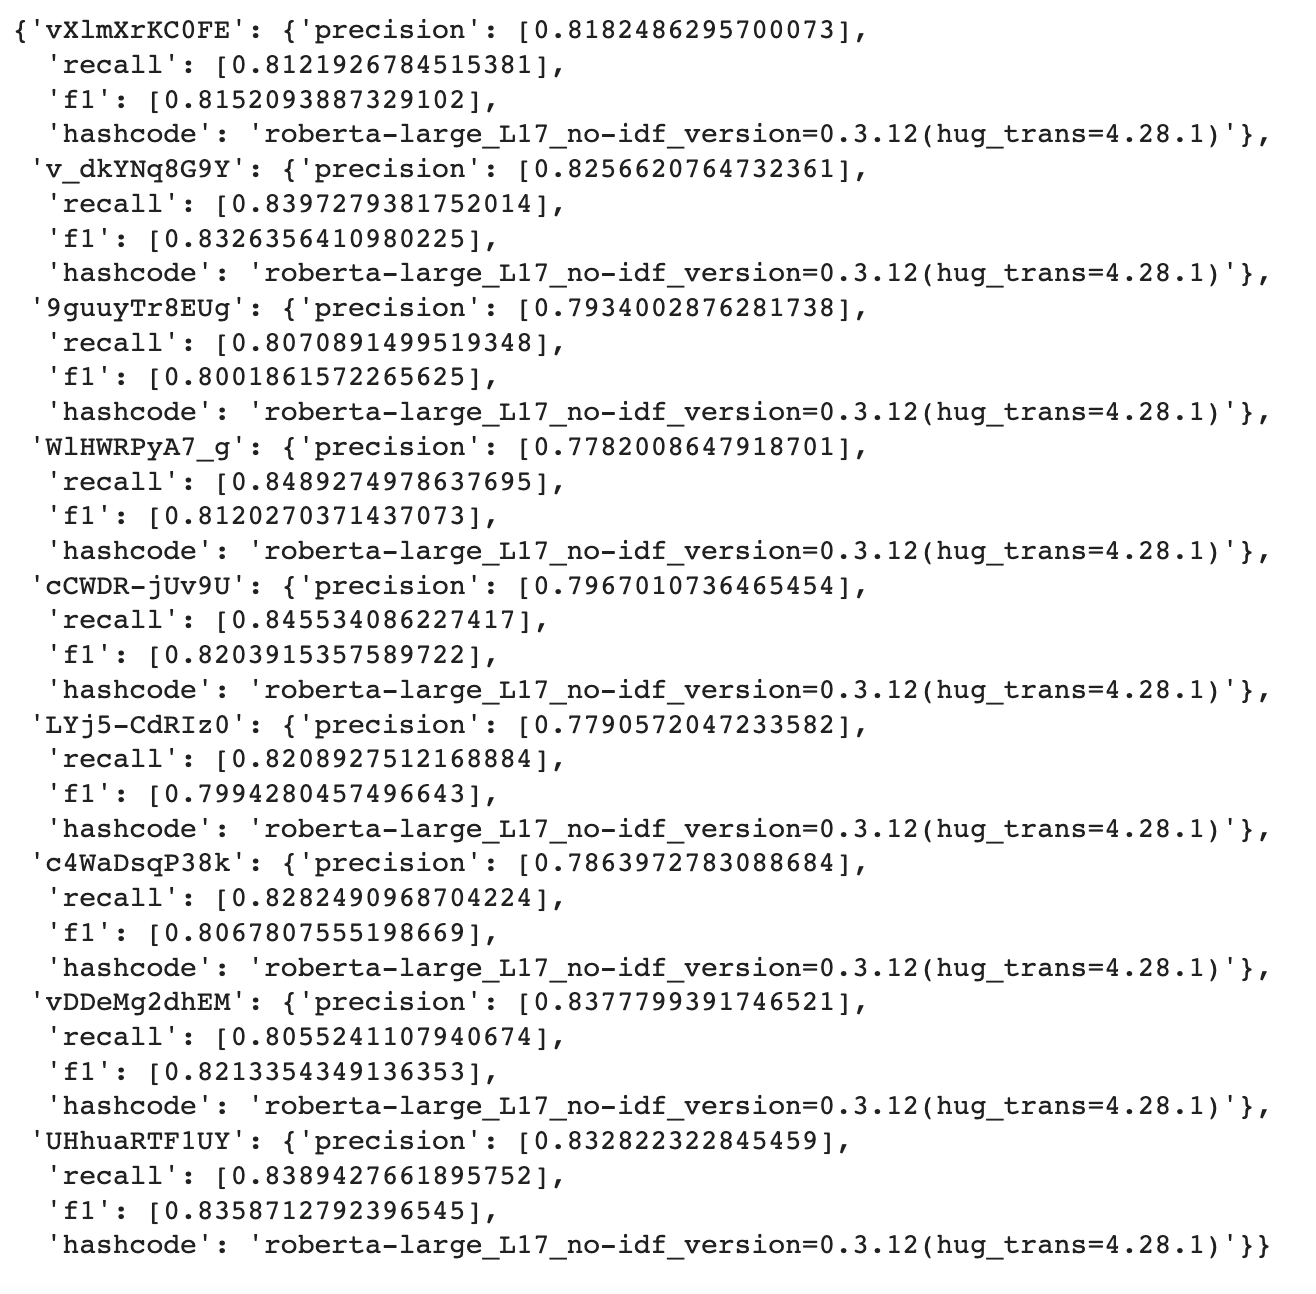 {'vXlmXrKC0FE': {'precision': [0.8182486295700073],
'recall': [0.8121926784515381],
'f1': [0.8152093887329102],
'hashcode': 'roberta-large_L17_no-idf_version=0.3.12(hug_trans=4.28.1)'},
'v_dkYNq8G9Y': {'precision': [0.8256620764732361],
'recall': [0.8397279381752014],
'f1': [0.8326356410980225],
'hashcode': 'roberta-large_L17_no-idf_version=0.3.12(hug_trans=4.28.1)'},
'9guuyTr8EUg': {'precision': [0.7934002876281738],
'recall': [0.8070891499519348],
'f1': [0.8001861572265625],
'hashcode': 'roberta-large_L17_no-idf_version=0.3.12(hug_trans=4.28.1)'},
'WlHWRPyA7_g': {'precision': [0.7782008647918701],
'recall': [0.8489274978637695],
'f1': [0.8120270371437073],
'hashcode': 'roberta-large_L17_no-idf_version=0.3.12(hug_trans=4.28.1)'},
'cCWDR-jUv9U': {'precision': [0.7967010736465454],
'recall': [0.845534086227417],
'f1': [0.8203915357589722],
'hashcode': 'roberta-large_L17_no-idf_version=0.3.12(hug_trans=4.28.1)'},
'LYj5-CdRIz0': {'precision': [0.7790572047233582],
'recall': [0.8208927512168884],
'f1': [0.7994280457496643],
'hashcode': 'roberta-large_L17_no-idf_version=0.3.12(hug_trans=4.28.1)'},
'c4WaDsqP38k': {'precision': [0.7863972783088684],
'recall': [0.8282490968704224],
'f1': [0.8067807555198669],
'hashcode': 'roberta-large_L17_no-idf_version=0.3.12(hug_trans=4.28.1)'},
'vDDeMg2dhEM': {'precision': [0.8377799391746521],
'recall': [0.8055241107940674],
'f1': [0.8213354349136353],
'hashcode': 'roberta-large_L17_no-idf_version=0.3.12(hug_trans=4.28.1)'},
'UHhuaRTF1UY': {'precision': [0.832822322845459],
'recall': [0.8389427661895752],
'f1': [0.8358712792396545],
'hashcode': 'roberta-large_L17_no-idf_version=0.3.12(hug_trans=4.28.1)'}}